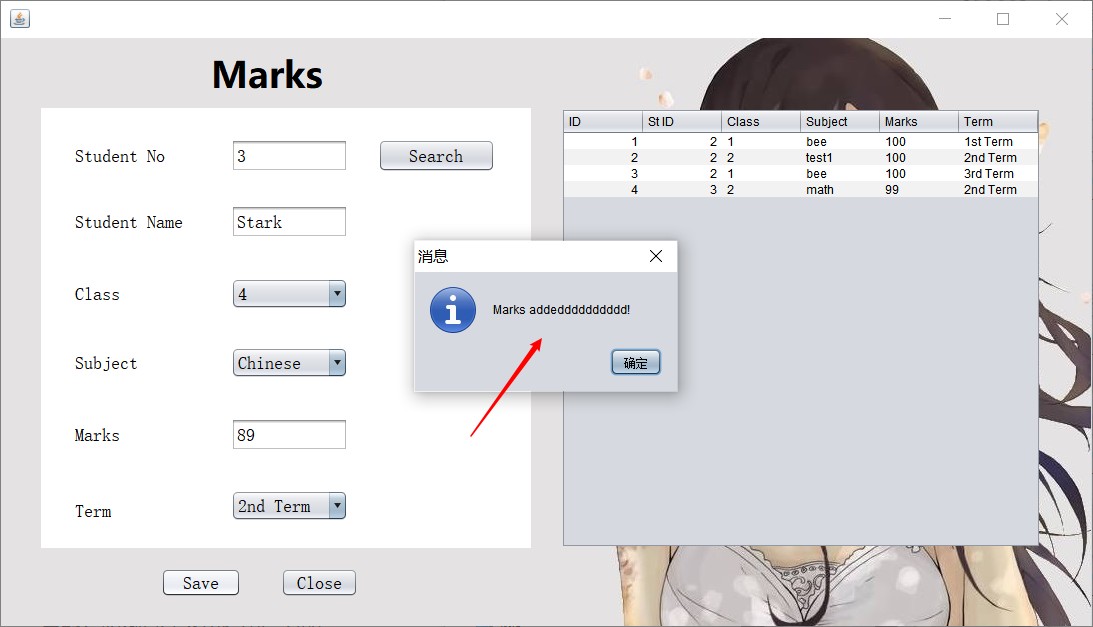 Marks
Student No 3 Search
Student Name Stark
Class 4
Subject Chinese
Marks 89
Term 2nd Term
Save Close
ID St ID Class Subject Marks Term
1 2 1 bee 100 1st Term
2 2 2 test1 100 2nd Term
3 2 1 bee 100 3rd Term
4 3 2 math 99 2nd Term
消息
Marks addedddddddddd!
确定